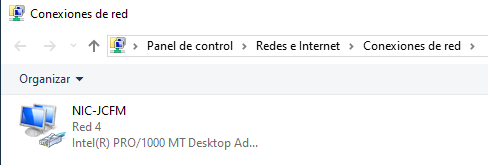 Conexiones de red
Panel de control > Redes e Internet > Conexiones de red >
Organizar
NIC-JCFM
Red 4
Intel(R) PRO/1000 MT Desktop Ad...